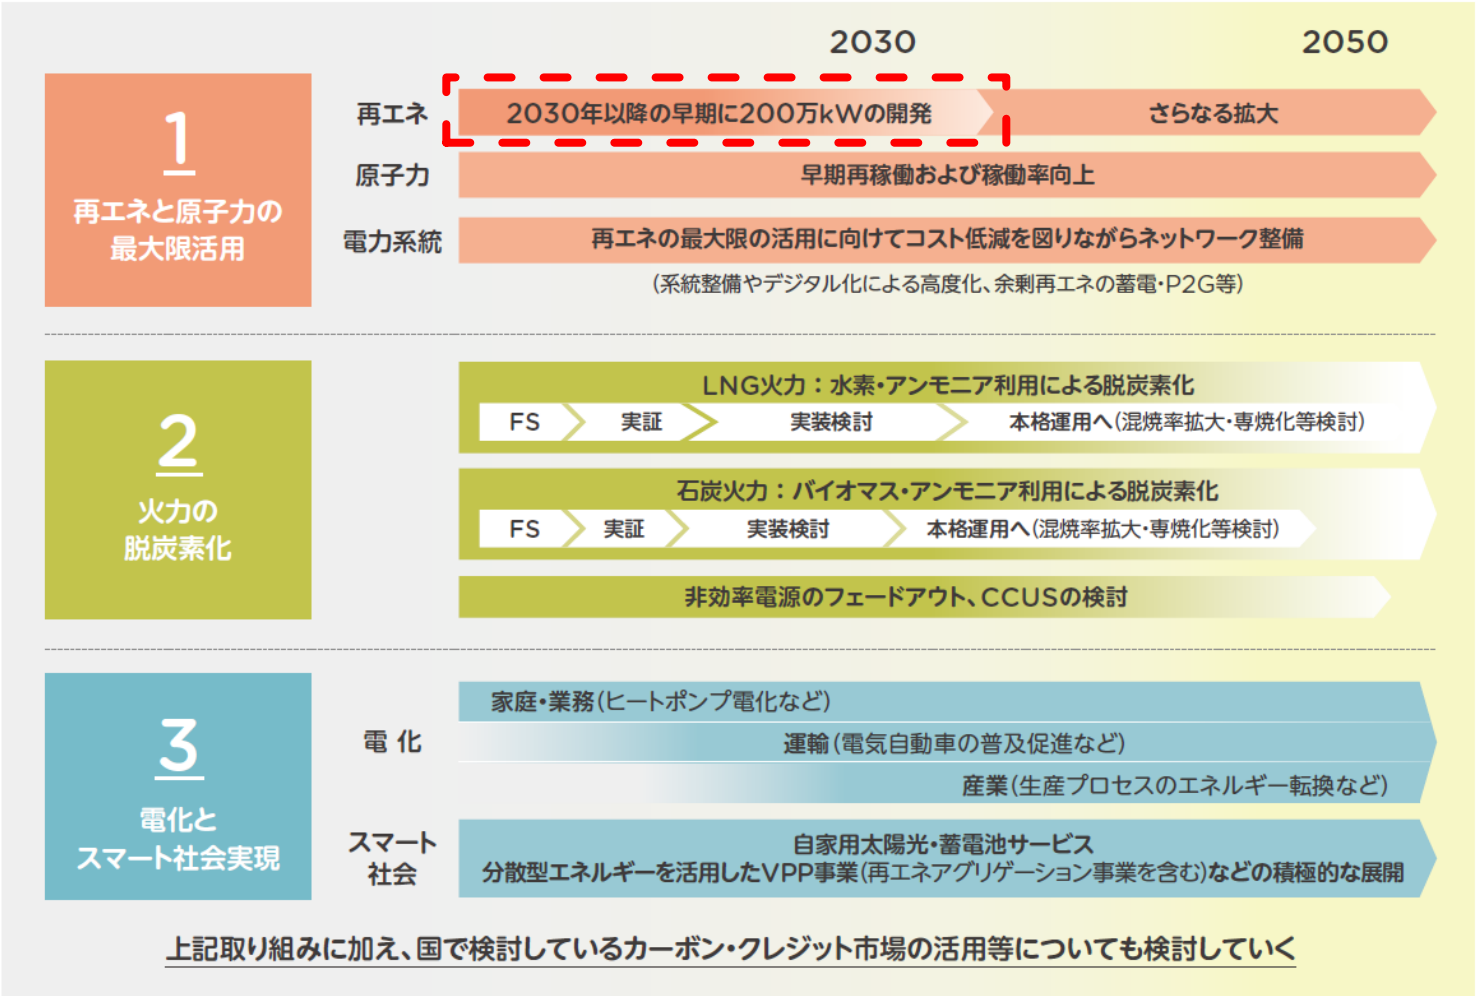 2030
2050
1
再エネと原子力の
最大限活用
再エネ
2030年以降の早期に200万kWの開発
さらなる拡大
原子力
早期再稼働および稼働率向上
電力系統
再エネの最大限の活用に向けてコスト低減を図りながらネットワーク整備
(系統整備やデジタル化による高度化、余剰再エネの蓄電・P2G等)
2
火力の
脱炭素化
LNG火力：水素・アンモニア利用による脱炭素化
FS
実証
実装検討
本格運用へ(混焼率拡大・専焼化等検討)
石炭火力：バイオマス・アンモニア利用による脱炭素化
FS
実証
実装検討
本格運用へ(混焼率拡大・専焼化等検討)
非効率電源のフェードアウト、CCUSの検討
3
電化と
スマート社会実現
電化
家庭・業務(ヒートポンプ電化など)
運輸(電気自動車の普及促進など)
産業(生産プロセスのエネルギー転換など)
スマート
社会
自家用太陽光・蓄電池サービス
分散型エネルギーを活用したVPP事業(再エネアグリゲーション事業を含む)などの積極的な展開
上記取り組みに加え、国で検討しているカーボン・クレジット市場の活用等についても検討していく